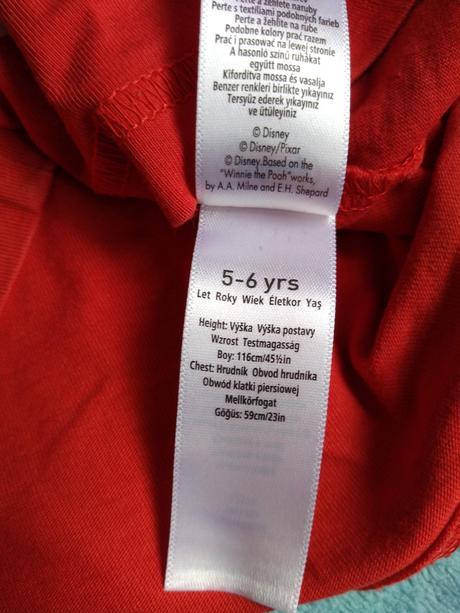 Perte a žehlete naruby
Perte s textíliami podobných farieb
Perte a žehlite na rube
Podobne kolory prać razem
Prać i prasować na lewej stronie
A hasonló színű ruhákat
együtt mossa
Kifordítva mossa és vasalja
Benzer renkleri birlikte yıkayınız
Tersyüz ederek yıkayınız
ve ütüleyiniz
© Disney
© Disney/Pixar
© Disney.Based on the
"Winnie the Pooh"works,
by A.A. Milne and E.H. Shepard
5-6 yrs
Let Roky Wiek Életkor Yaş
Height: Výška Výška postavy
Wzrost Testmagasság
Boy: 116cm/45½in
Chest: Hrudník Obvod hrudníka
Obwód klatki piersiowej
Mellkörfogat
Göğüs: 59cm/23in